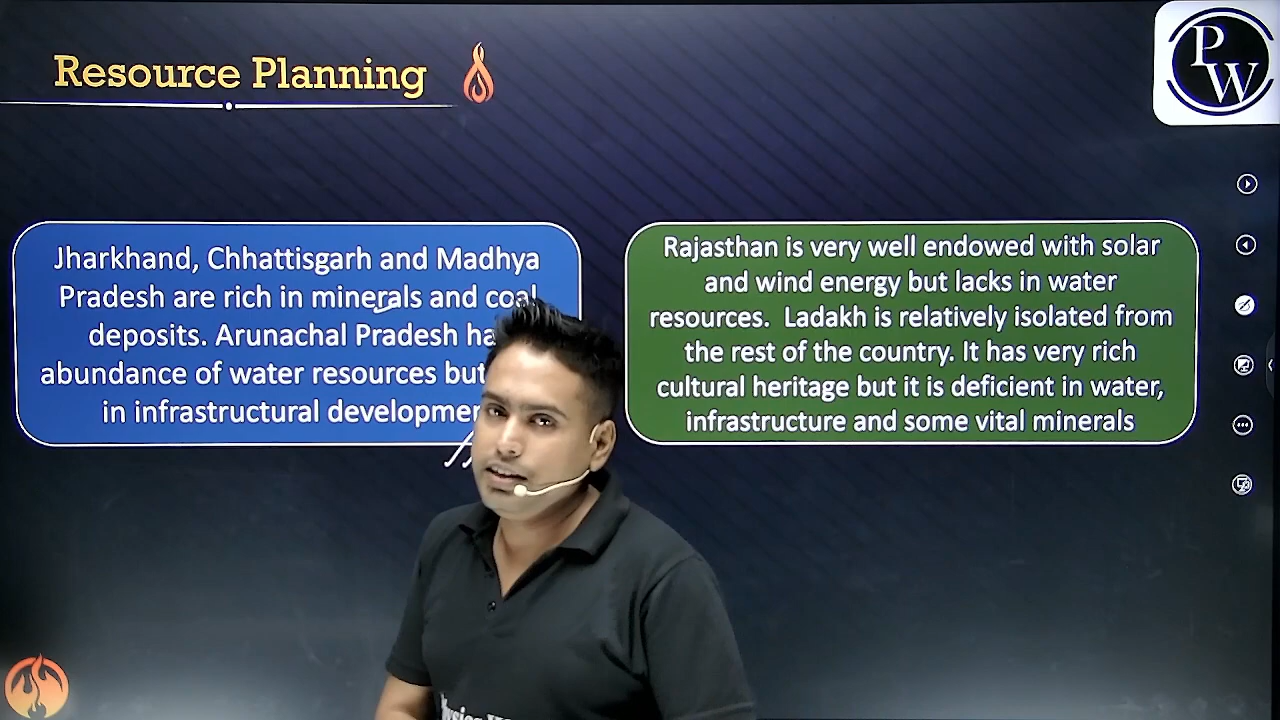 Resource Planning
PW
Jharkhand, Chhattisgarh and Madhya
Pradesh are rich in minerals and coal
deposits. Arunachal Pradesh ha
abundance of water resources but
in infrastructural developmen
Rajasthan is very well endowed with solar
and wind energy but lacks in water
resources. Ladakh is relatively isolated from
the rest of the country. It has very rich
cultural heritage but it is deficient in water,
infrastructure and some vital minerals